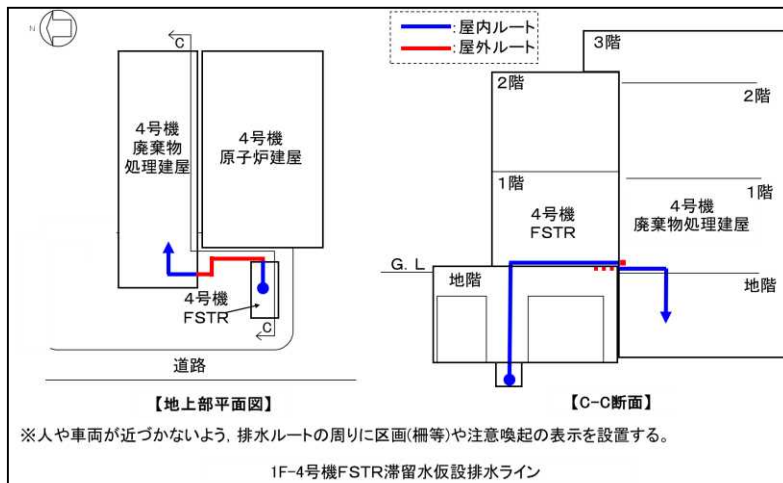 N
C
4号機
廃棄物
処理建屋
4号機
原子炉建屋
4号機
FSTR
C
道路
【地上部平面図】
:屋内ルート
:屋外ルート
3階
2階
2階
1階
1階
4号機
FSTR
4号機
廃棄物処理建屋
G.L
地階
地階
【C-C断面】
※人や車両が近づかないよう，排水ルートの周りに区画(柵等)や注意喚起の表示を設置する。
1F-4号機FSTR滞留水仮設排水ライン